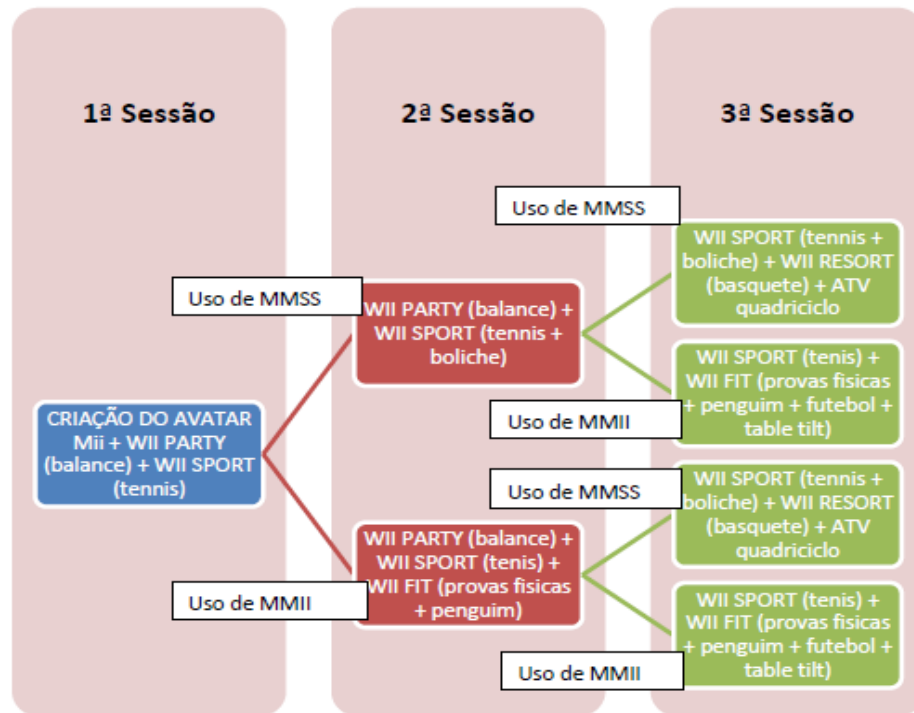 1ª Sessão
2ª Sessão
3ª Sessão
CRIAÇÃO DO AVATAR
Mii + WII PARTY
(balance) + WII SPORT
(tennis)
Uso de MMSS
WII PARTY (balance) +
WII SPORT (tennis +
boliche)
Uso de MMII
WII PARTY (balance) +
WII SPORT (tenis) +
WII FIT (provas fisicas
+ penguim)
Uso de MMSS
WII SPORT (tennis +
boliche) + WII RESORT
(basquete) + ATV
quadriciclo
Uso de MMII
WII SPORT (tenis) +
WII FIT (provas fisicas
+ penguim + futebol +
table tilt)
Uso de MMSS
WII SPORT (tennis +
boliche) + WII RESORT
(basquete) + ATV
quadriciclo
Uso de MMII
WII SPORT (tenis) +
WII FIT (provas fisicas
+ penguim + futebol +
table tilt)